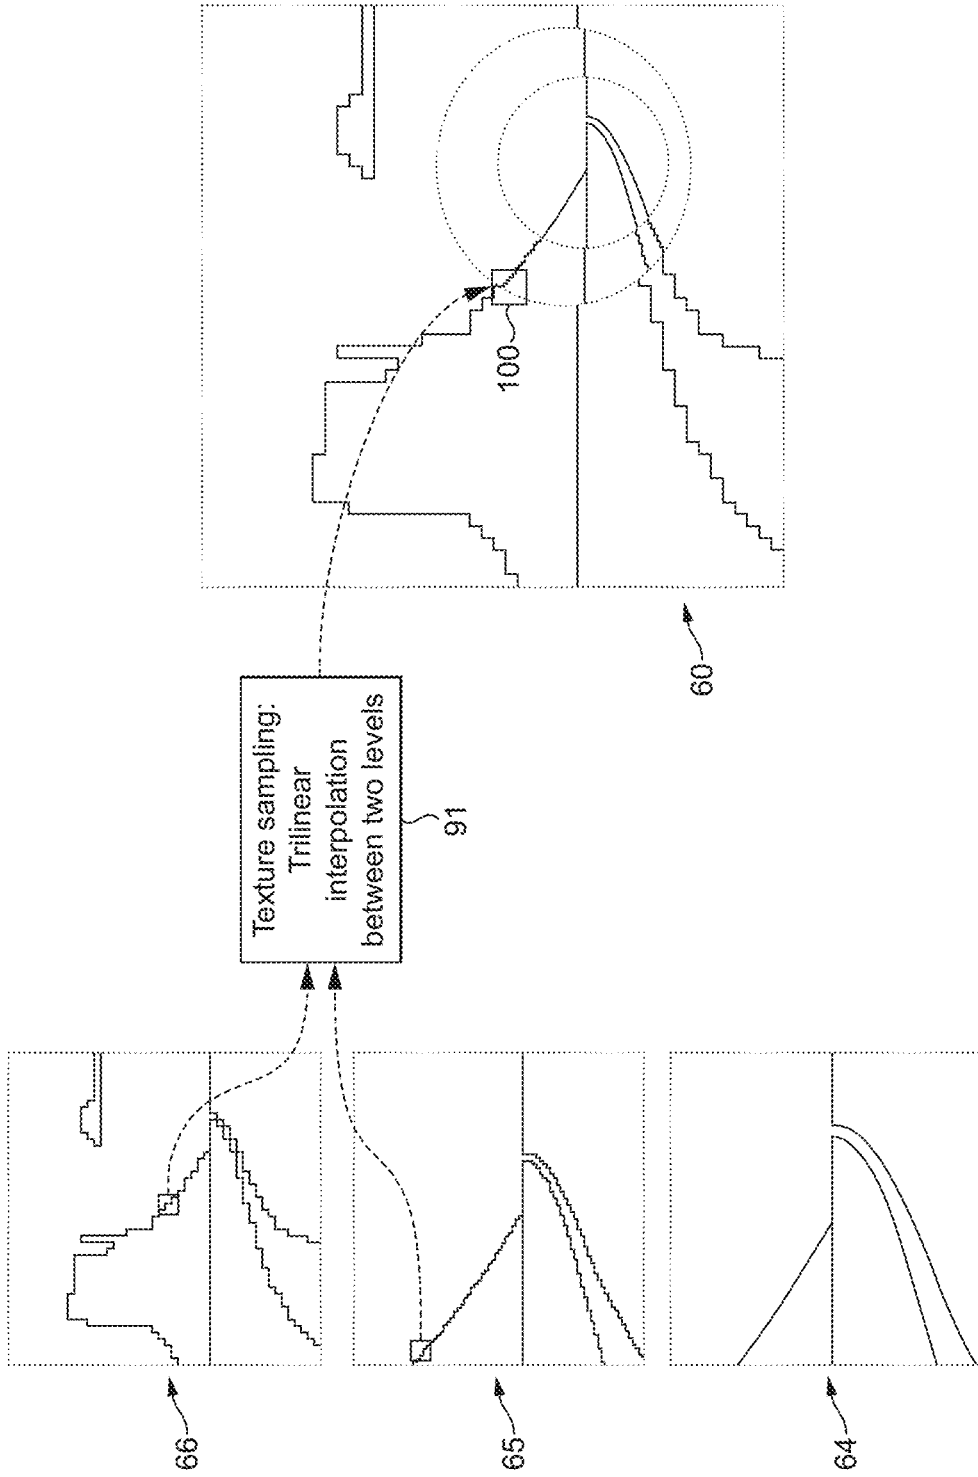 66
65
64
Texture sampling:
Trilinear
interpolation
between two levels
91
100
60